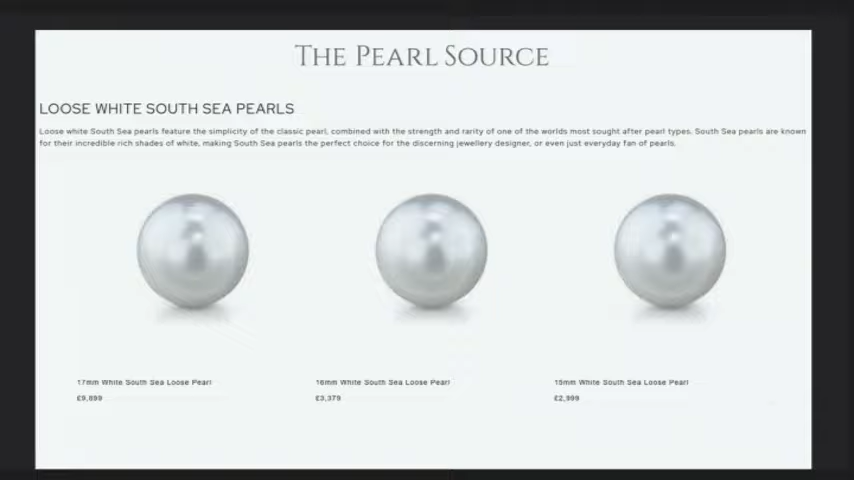 The Pearl Source
LOOSE WHITE SOUTH SEA PEARLS
Loose white South Sea pearls feature the simplicity of the classic pearl, combined with the strength and rarity of one of the worlds most sought after pearl types. South Sea pearls are known
for their incredible rich shades of white, making South Sea pearls the perfect choice for the discerning jewellery designer, or even just everyday fan of pearls.
17mm White South Sea Loose Pearl
16mm White South Sea Loose Pearl
15mm White South Sea Loose Pearl
£9,899
£3,379
£2,999